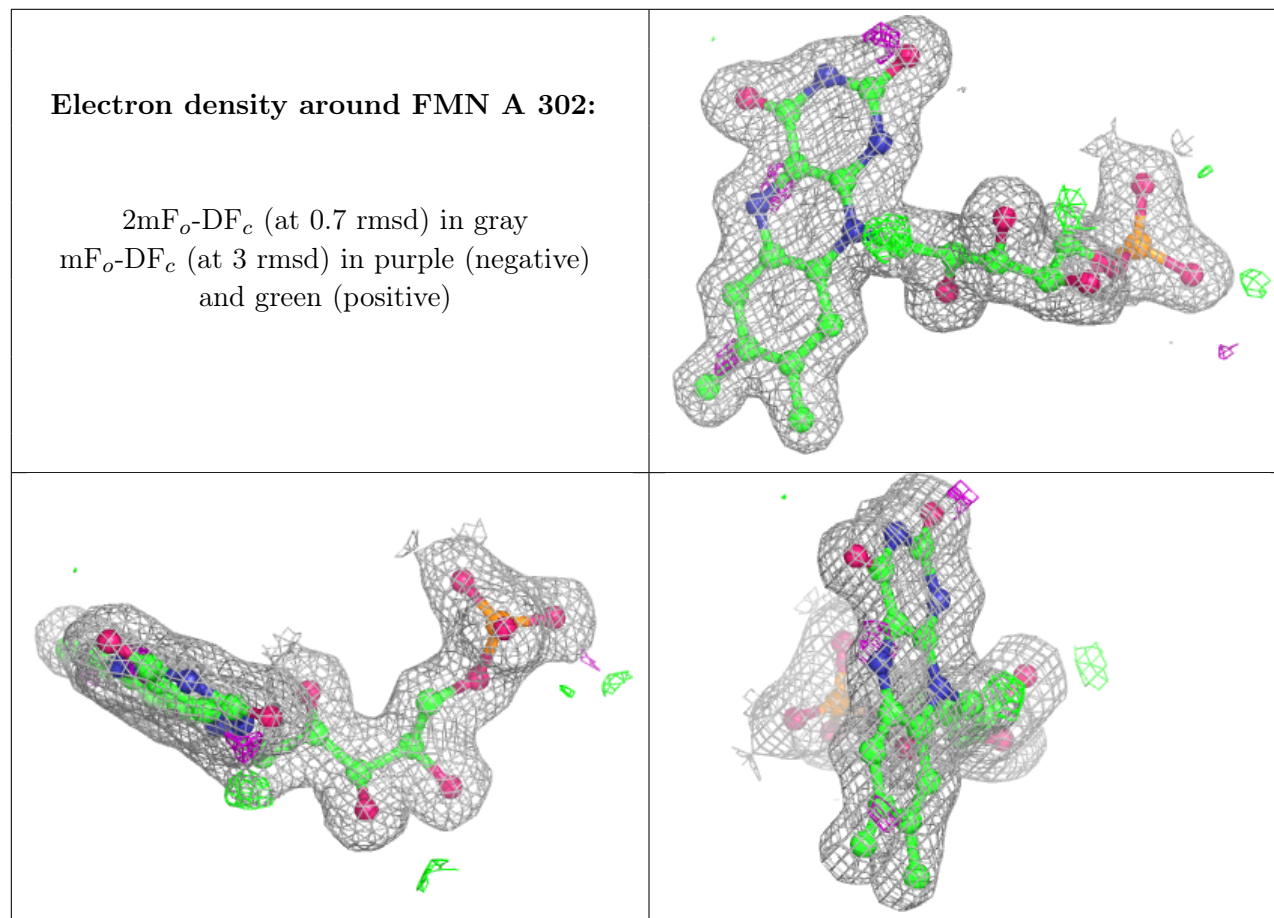 Electron density around FMN A 302:
2mFo-DFc (at 0.7 rmsd) in gray
mFo-DFc (at 3 rmsd) in purple (negative)
and green (positive)